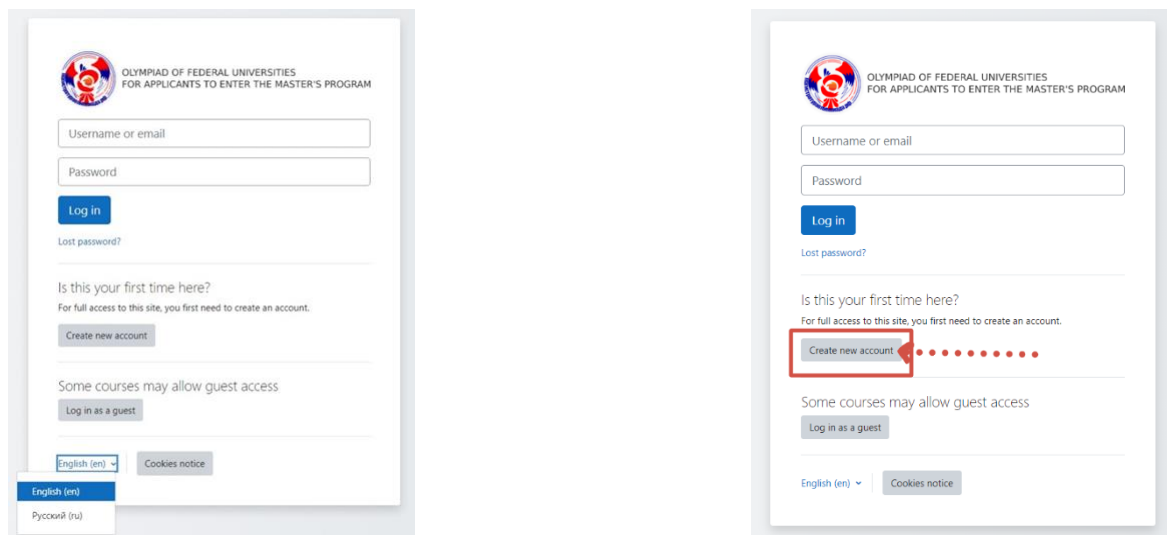 OLYMPIAD OF FEDERAL UNIVERSITIES
FOR APPLICANTS TO ENTER THE MASTER'S PROGRAM
Username or email
Password
Log in
Lost password?
Is this your first time here?
For full access to this site, you first need to create an account.
Create new account
Some courses may allow guest access
Log in as a guest
English (en)
Cookies notice
English (en)
Русский (ru)
OLYMPIAD OF FEDERAL UNIVERSITIES
FOR APPLICANTS TO ENTER THE MASTER'S PROGRAM
Username or email
Password
Log in
Lost password?
Is this your first time here?
For full access to this site, you first need to create an account.
Create new account
Some courses may allow guest access
Log in as a guest
English (en)
Cookies notice